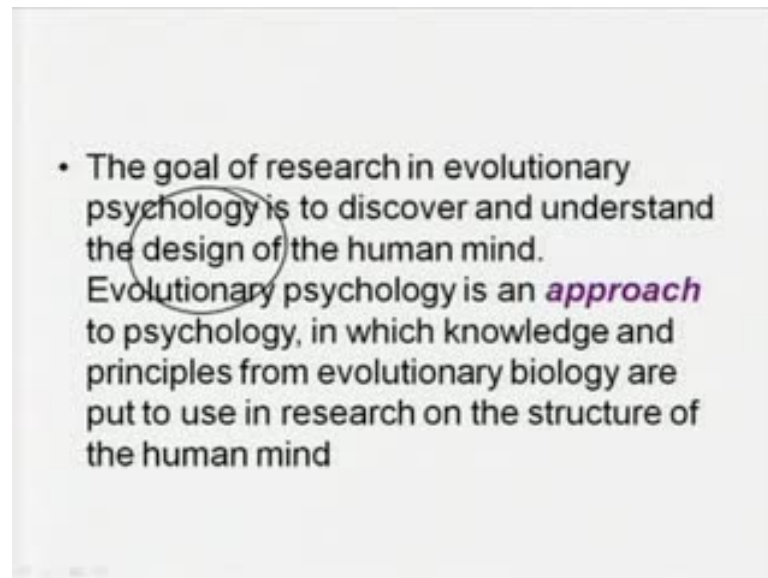 • The goal of research in evolutionary
psychology is to discover and understand
the design of the human mind.
Evolutionary psychology is an approach
to psychology, in which knowledge and
principles from evolutionary biology are
put to use in research on the structure of
the human mind